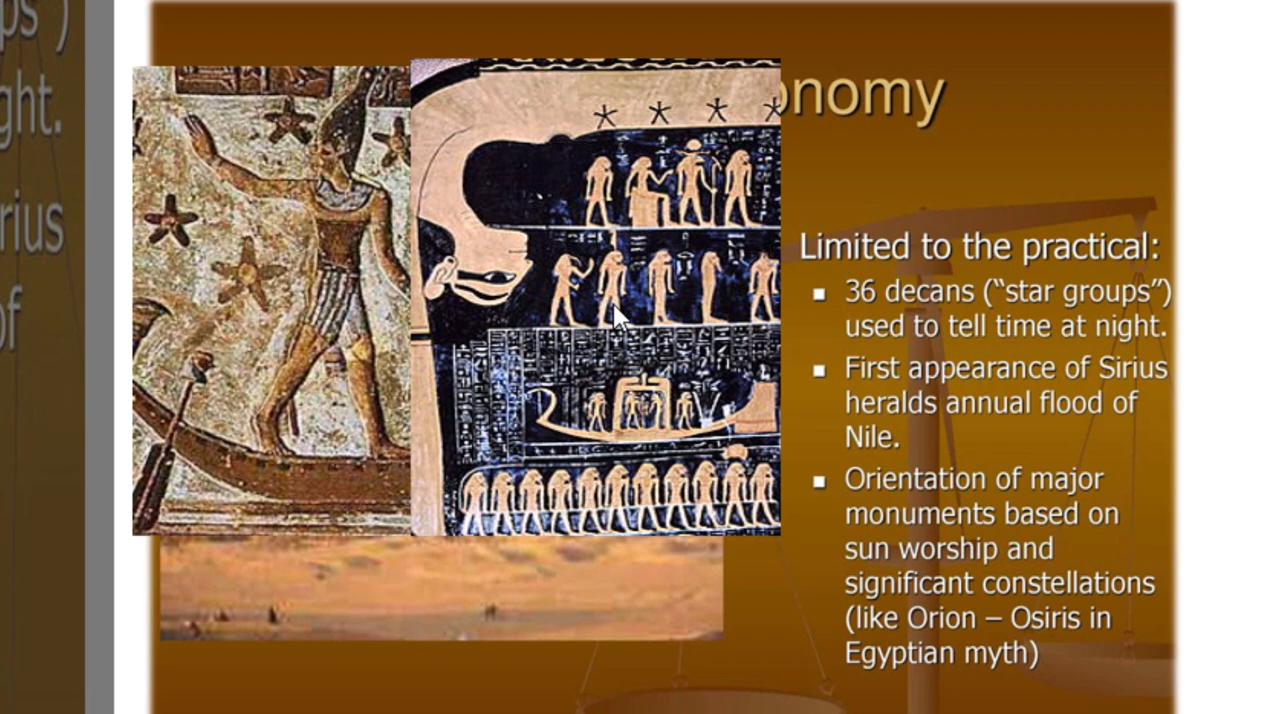 ps")
ght.
rius
of
onomy
Limited to the practical:
▪ 36 decans (“star groups”)
used to tell time at night.
▪ First appearance of Sirius
heralds annual flood of
Nile.
▪ Orientation of major
monuments based on
sun worship and
significant constellations
(like Orion – Osiris in
Egyptian myth)